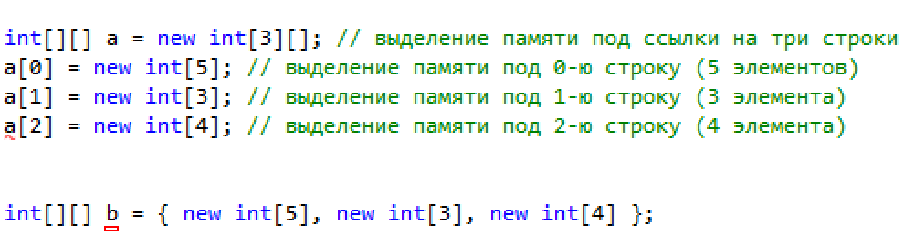 int[][] a = new int[3][]; // выделение памяти под ссылки на три строки
a[0] = new int[5]; // выделение памяти под 0-ю строку (5 элементов)
a[1] = new int[3]; // выделение памяти под 1-ю строку (3 элемента)
a[2] = new int[4]; // выделение памяти под 2-ю строку (4 элемента)
int[][] b = { new int[5], new int[3], new int[4] };